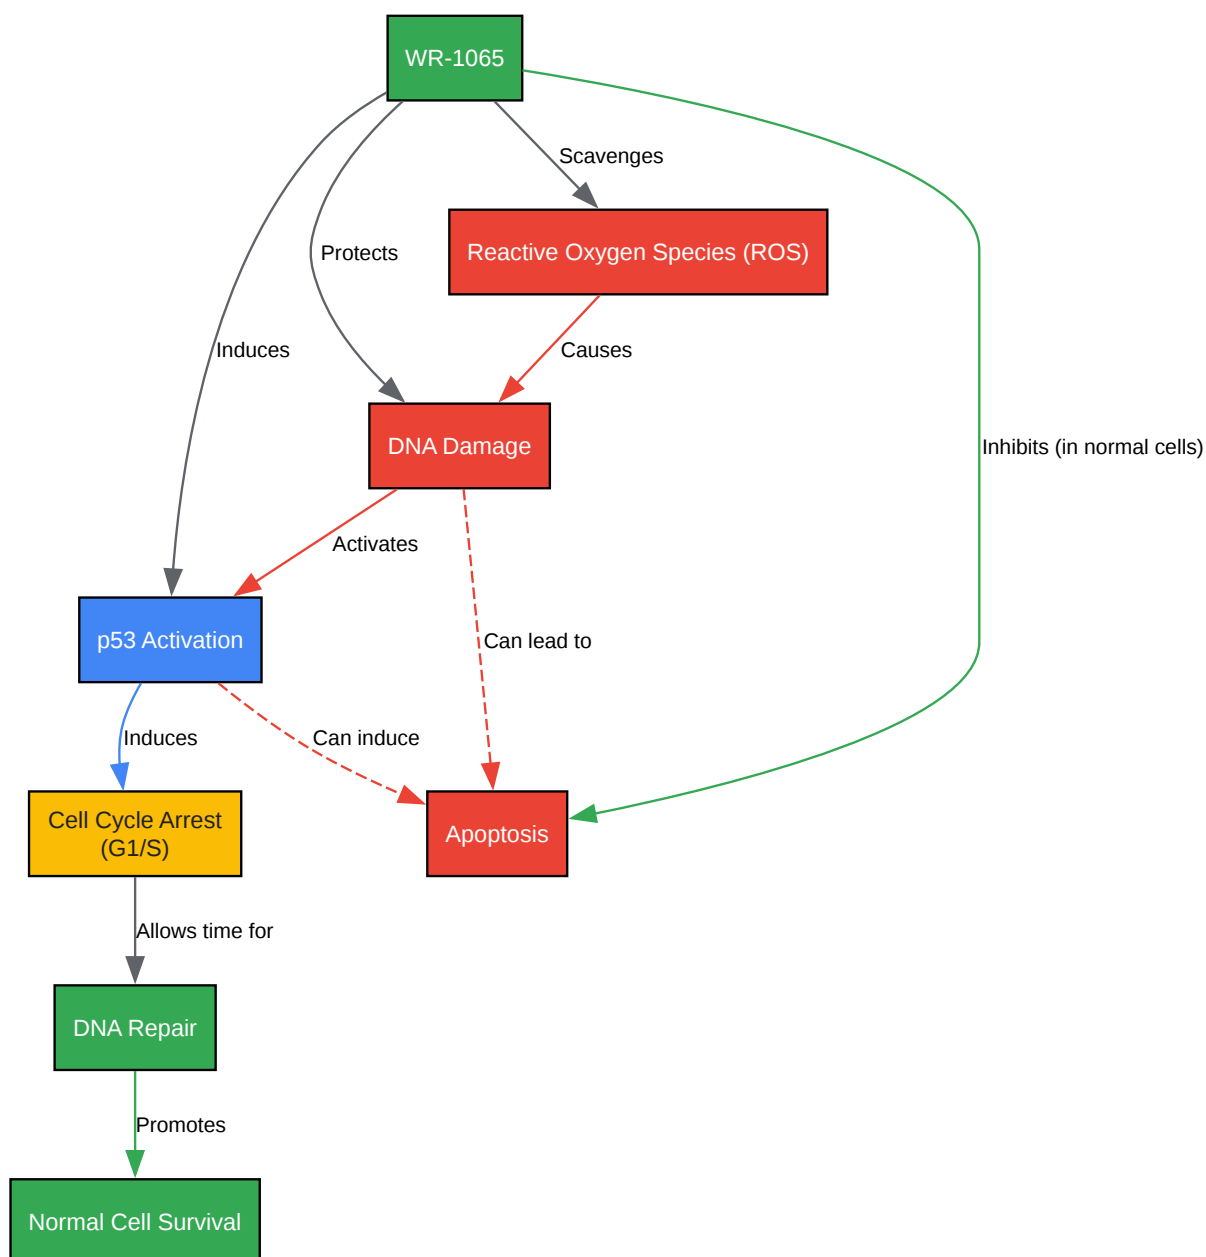 WR-1065
Scavenges
Protects
Reactive Oxygen Species (ROS)
Induces
Causes
DNA Damage
Inhibits (in normal cells)
Activates
p53 Activation
Can lead to
Induces
Can induce
Cell Cycle Arrest
(G1/S)
Apoptosis
Allows time for
DNA Repair
Promotes
Normal Cell Survival